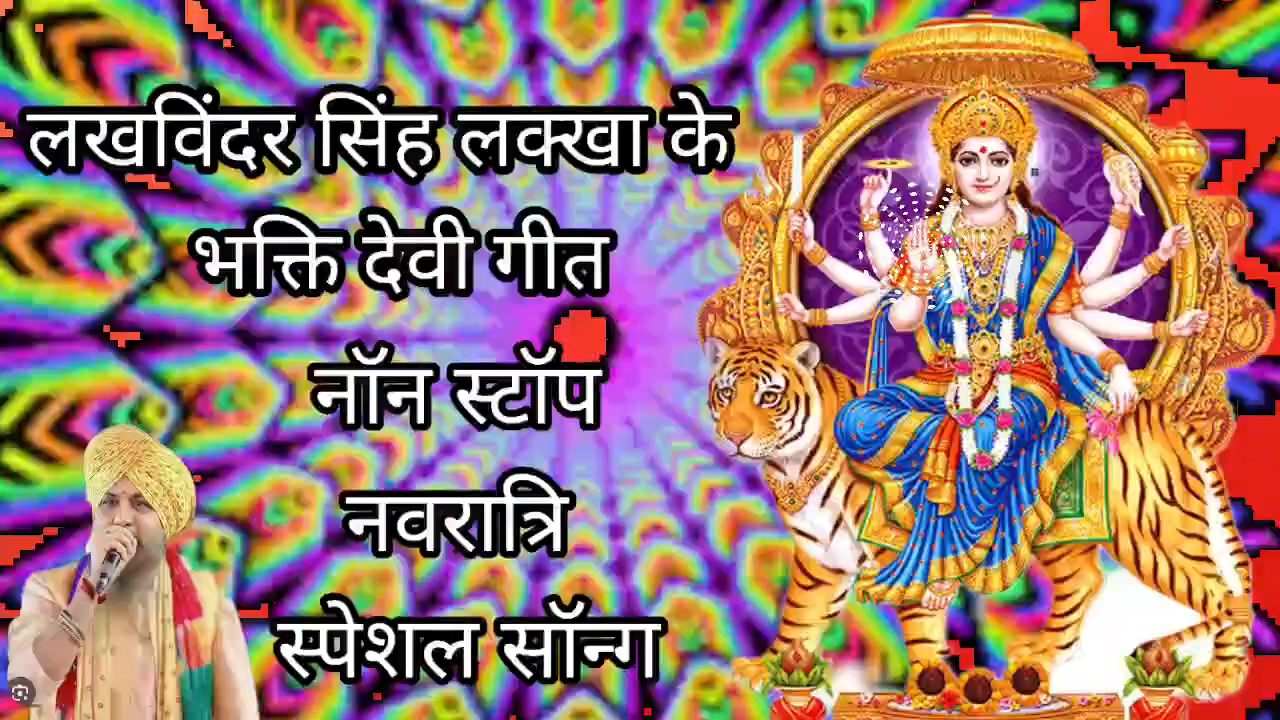 लखविंदर सिंह लक्खा के
भक्ति देवी गीत
नॉन स्टॉप
नवरात्रि
स्पेशल सॉन्ग